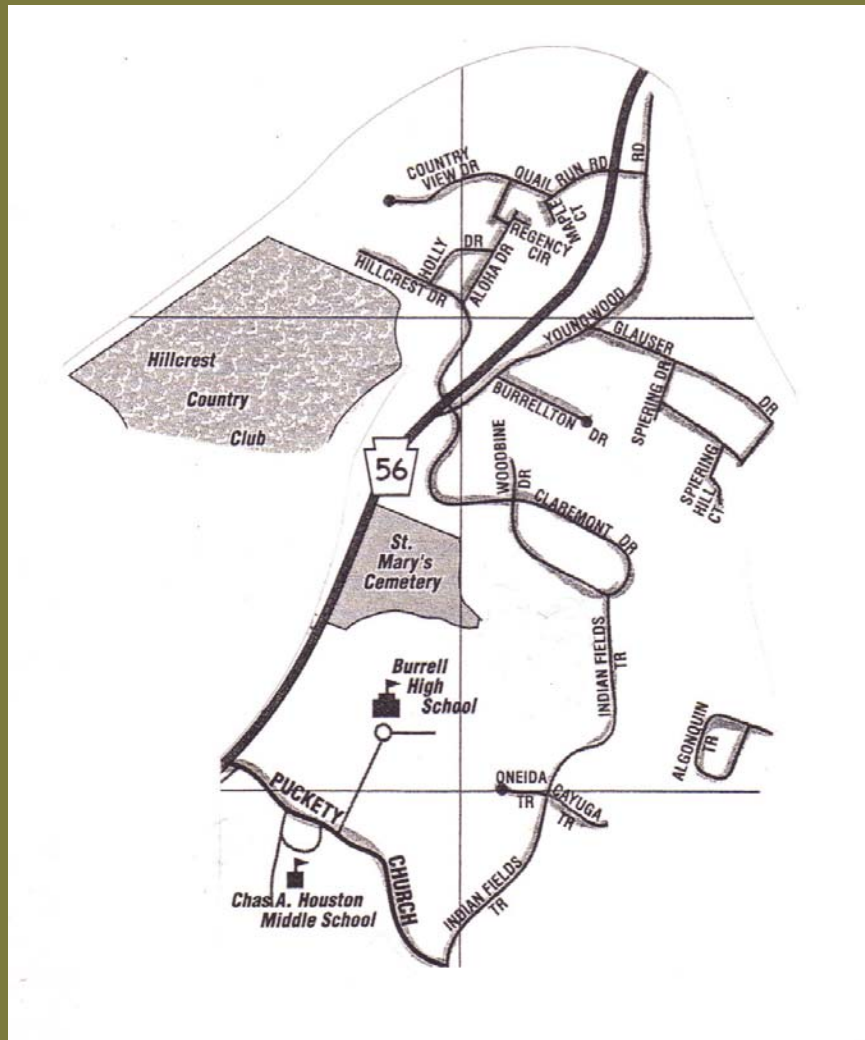 COUNTRY
VIEW DR
QUAIL
RUN RD
RD
MAPLE
CT
REGENCY
CIR
HOLLY
DR
ALOHA DR
HILLCREST DR
YOUNGWOOD
GLAUSER
DR
SPIERING DR
BURRELLTON
DR
SPIERING
HILL
CT
Hillcrest
Country
Club
56
WOODBINE
DR
CLAREMONT DR
St.
Mary's
Cemetery
INDIAN FIELDS
TR
Burrell
High
School
ALGONQUIN
TR
ONEIDA
TR
CAYUGA
TR
PUCKETY
CHURCH
INDIAN FIELDS
TR
Chas.A. Houston
Middle School